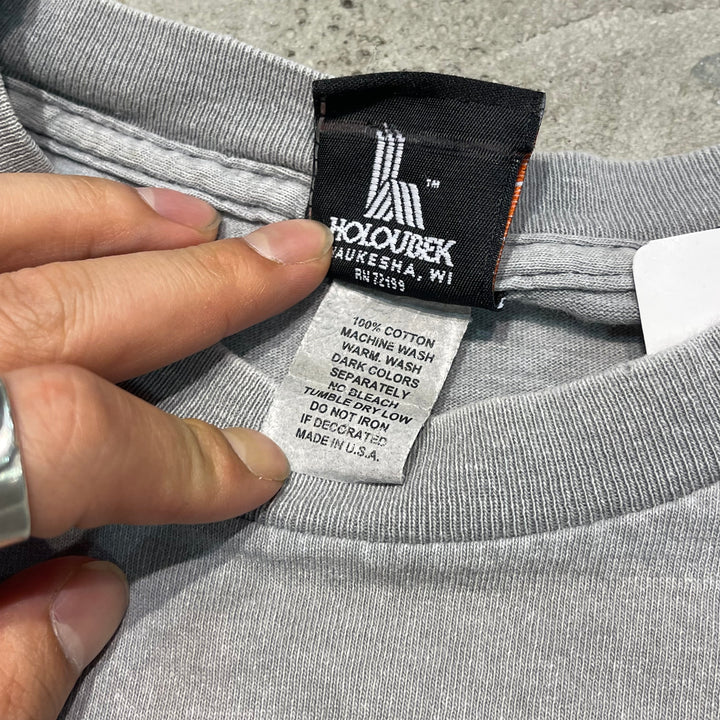 TM
HOLOUBEK
WAUKESHA, WI
RN 72199
100% COTTON
MACHINE WASH
WARM. WASH
DARK COLORS
SEPARATELY
NO BLEACH
TUMBLE DRY LOW
DO NOT IRON
IF DECORATED
MADE IN U.S.A.